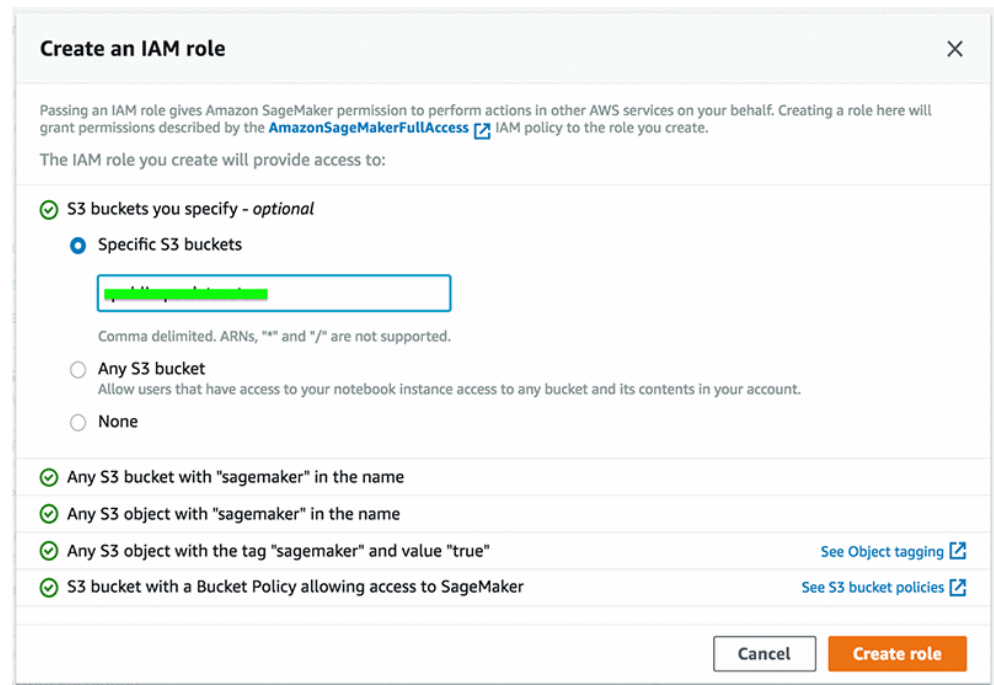 Create an IAM role
Passing an IAM role gives Amazon SageMaker permission to perform actions in other AWS services on your behalf. Creating a role here will
grant permissions described by the AmazonSageMakerFullAccess IAM policy to the role you create.
The IAM role you create will provide access to:
S3 buckets you specify - optional
Specific S3 buckets
Comma delimited. ARNs, "*" and "/" are not supported.
Any S3 bucket
Allow users that have access to your notebook instance access to any bucket and its contents in your account.
None
Any S3 bucket with "sagemaker" in the name
Any S3 object with "sagemaker" in the name
Any S3 object with the tag "sagemaker" and value "true" See Object tagging
S3 bucket with a Bucket Policy allowing access to SageMaker See S3 bucket policies
Cancel Create role